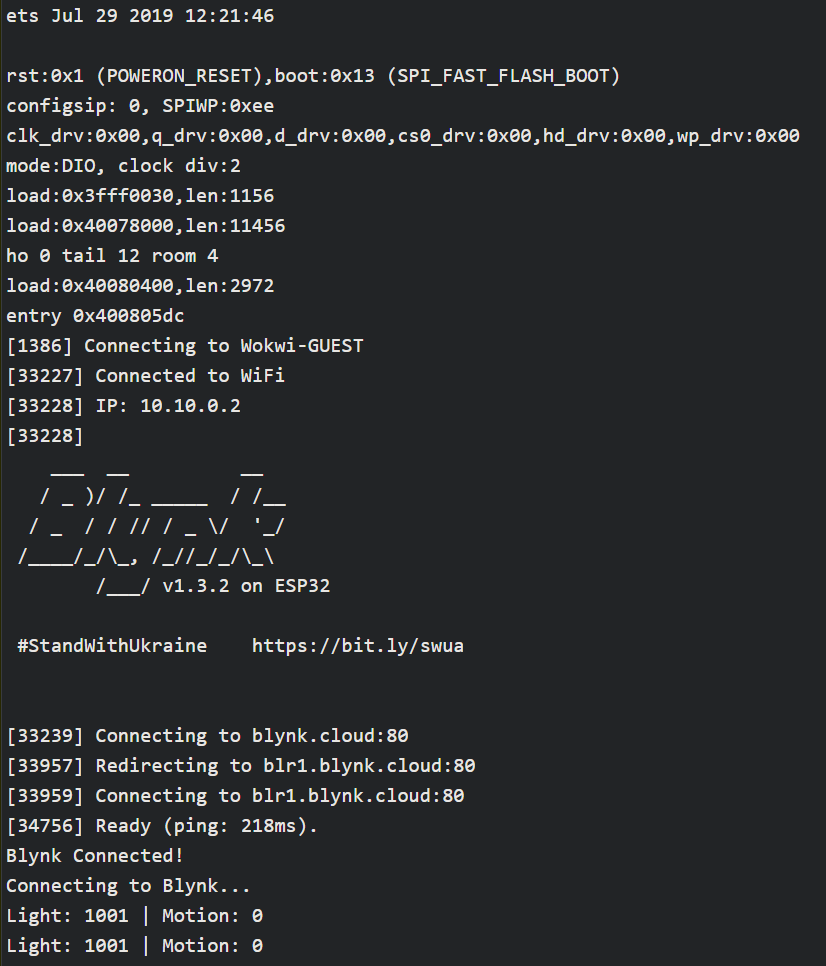 ets Jul 29 2019 12:21:46

rst:0x1 (POWERON_RESET),boot:0x13 (SPI_FAST_FLASH_BOOT)
configsip: 0, SPIWP:0xee
clk_drv:0x00,q_drv:0x00,d_drv:0x00,cs0_drv:0x00,hd_drv:0x00,wp_drv:0x00
mode:DIO, clock div:2
load:0x3fff0030,len:1156
load:0x40078000,len:11456
ho 0 tail 12 room 4
load:0x40080400,len:2972
entry 0x400805dc
[1386] Connecting to Wokwi-GUEST
[33227] Connected to WiFi
[33228] IP: 10.10.0.2
[33228]
    ___  __          __
   / _ )/ /_ _____  / /__
  / _  / / // / _ \/  '_/
 /____/_/\_, /_//_/_/\_\
        /___/ v1.3.2 on ESP32

 #StandWithUkraine    https://bit.ly/swua


[33239] Connecting to blynk.cloud:80
[33957] Redirecting to blr1.blynk.cloud:80
[33959] Connecting to blr1.blynk.cloud:80
[34756] Ready (ping: 218ms).
Blynk Connected!
Connecting to Blynk...
Light: 1001 | Motion: 0
Light: 1001 | Motion: 0